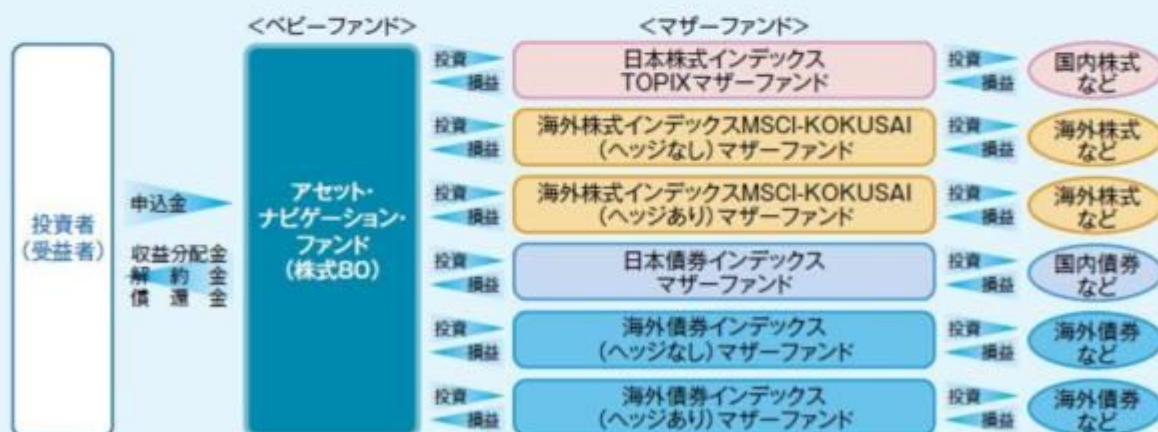 <ベビーファンド>
<マザーファンド>
投資者
(受益者)
申込金
収益分配金
解約金
償還金
アセット・
ナビゲーション・
ファンド
(株式80)
投資
損益
日本株式インデックス
TOPIXマザーファンド
投資
損益
国内株式
など
投資
損益
海外株式インデックスMSCI-KOKUSAI
(ヘッジなし)マザーファンド
投資
損益
海外株式
など
投資
損益
海外株式インデックスMSCI-KOKUSAI
(ヘッジあり)マザーファンド
投資
損益
海外株式
など
投資
損益
日本債券インデックス
マザーファンド
投資
損益
国内債券
など
投資
損益
海外債券インデックス
(ヘッジなし)マザーファンド
投資
損益
海外債券
など
投資
損益
海外債券インデックス
(ヘッジあり)マザーファンド
投資
損益
海外債券
など